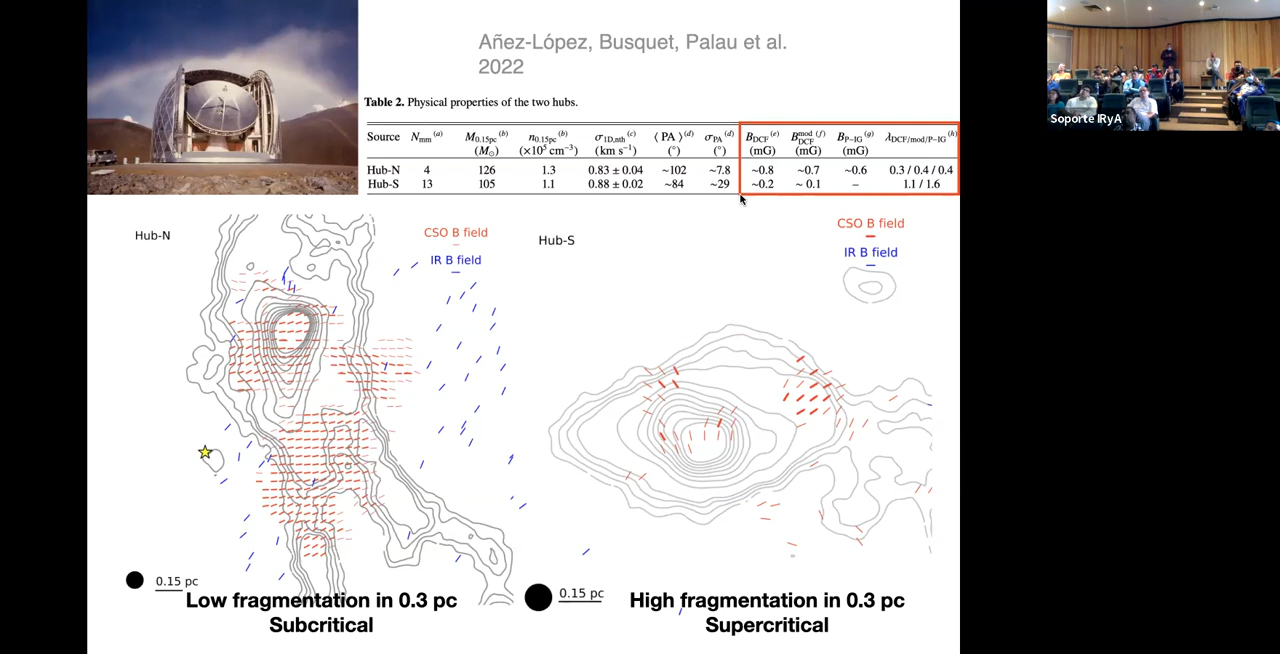 Añez-López, Busquet, Palau et al.
2022
Table 2. Physical properties of the two hubs.
Source N_mm (a) M_0.15pc (b) n_0.15pc (b) σ_1D,nth (c) ⟨ PA ⟩ (d) σ_PA (d) B_DCF (e) B_DCF^mod (f) B_P–IG (g) λ_DCF/mod/P–IG (h)
(M⊙) (×10⁵ cm⁻³) (km s⁻¹) (°) (°) (mG) (mG) (mG)
Hub-N 4 126 1.3 0.83 ± 0.04 ~102 ~7.8 ~0.8 ~0.7 ~0.6 0.3 / 0.4 / 0.4
Hub-S 13 105 1.1 0.88 ± 0.02 ~84 ~29 ~0.2 ~ 0.1 – 1.1 / 1.6
Soporte IRyA
Hub-N
CSO B field
IR B field
Hub-S
CSO B field
IR B field
0.15 pc
0.15 pc
Low fragmentation in 0.3 pc
Subcritical
High fragmentation in 0.3 pc
Supercritical